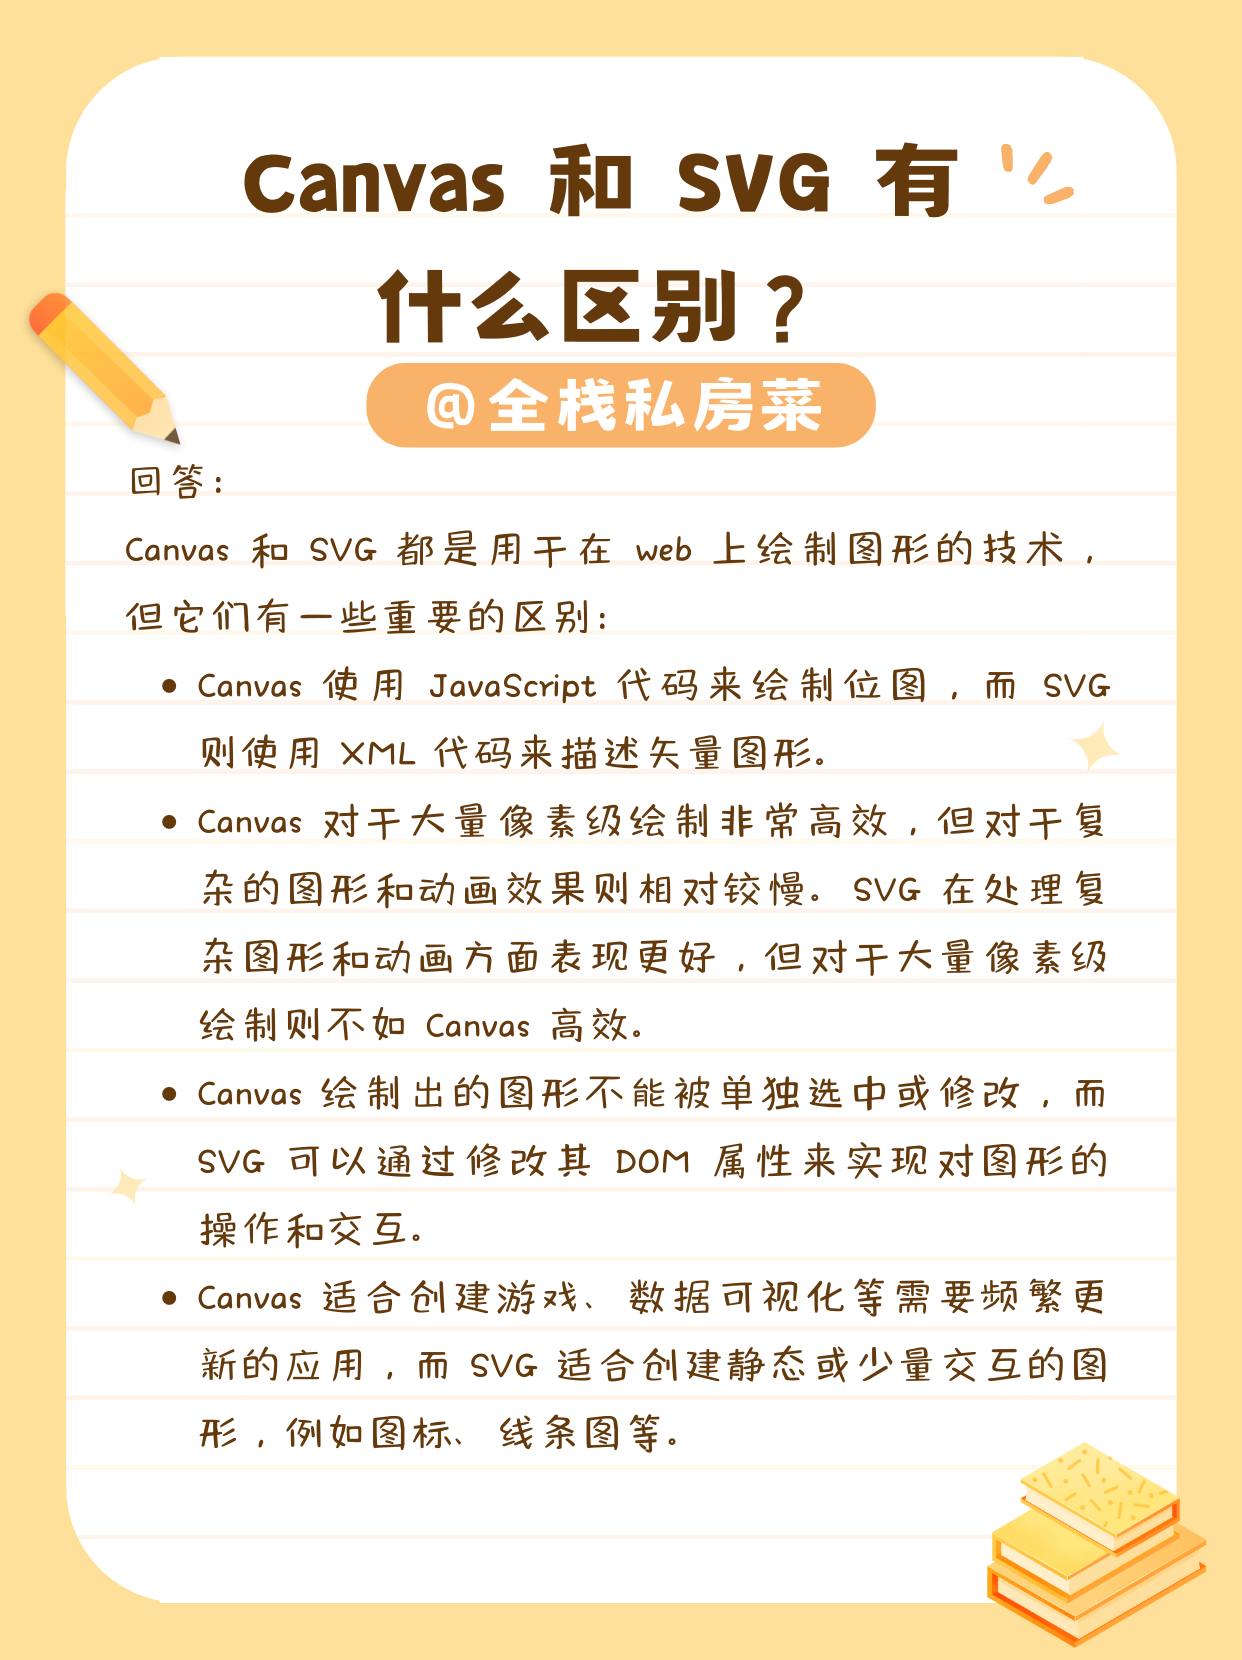 Canvas 和 SVG 有
什么区别？
@全栈私房菜
回答：
Canvas 和 SVG 都是用于在 web 上绘制图形的技术，
但它们有一些重要的区别：
• Canvas 使用 JavaScript 代码来绘制位图，而 SVG
则使用 XML 代码来描述矢量图形。
• Canvas 对于大量像素级绘制非常高效，但对于复
杂的图形和动画效果则相对较慢。SVG 在处理复
杂图形和动画方面表现更好，但对于大量像素级
绘制则不如 Canvas 高效。
• Canvas 绘制出的图形不能被单独选中或修改，而
SVG 可以通过修改其 DOM 属性来实现对图形的
操作和交互。
• Canvas 适合创建游戏、数据可视化等需要频繁更
新的应用，而 SVG 适合创建静态或少量交互的图
形，例如图标、线条图等。